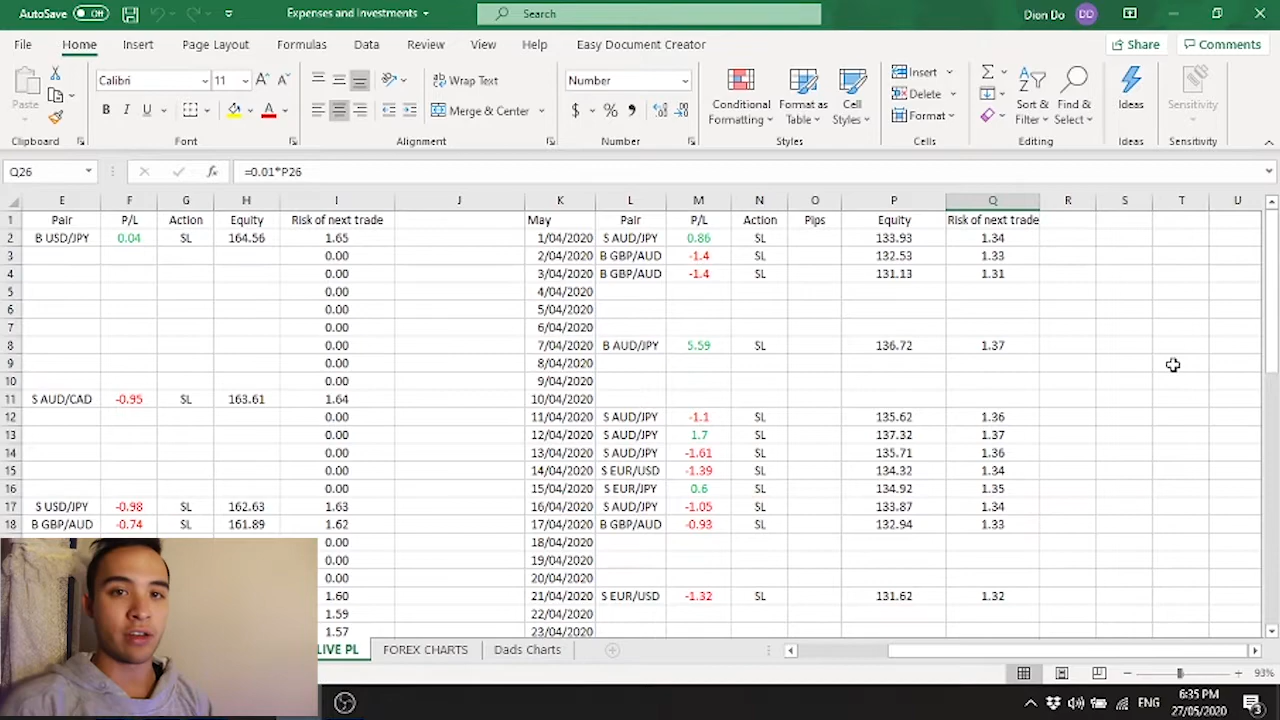 AutoSave Off Expenses and Investments Search Dion Do DD
File Home Insert Page Layout Formulas Data Review View Help Easy Document Creator Share Comments
Paste Calibri 11 Wrap Text Number Conditional Formatting Format as Table Cell Styles Insert Sort & Filter Find & Select Ideas Sensitivity
B I U Merge & Center $ % Delete
Format
Clipboard Font Alignment Number Styles Cells Editing Ideas Sensitivity
Q26 fx =0.01*P26
E F G H I J K L M N O P Q R S T U
1 Pair P/L Action Equity Risk of next trade May Pair P/L Action Pips Equity Risk of next trade
2 B USD/JPY 0.04 SL 164.56 1.65 1/04/2020 S AUD/JPY 0.86 SL 133.93 1.34
3 0.00 2/04/2020 B GBP/AUD -1.4 SL 132.53 1.33
4 0.00 3/04/2020 B GBP/AUD -1.4 SL 131.13 1.31
5 0.00 4/04/2020
6 0.00 5/04/2020
7 0.00 6/04/2020
8 0.00 7/04/2020 B AUD/JPY 5.59 SL 136.72 1.37
9 0.00 8/04/2020
10 0.00 9/04/2020
11 S AUD/CAD -0.95 SL 163.61 1.64 10/04/2020
12 0.00 11/04/2020 S AUD/JPY -1.1 SL 135.62 1.36
13 0.00 12/04/2020 S AUD/JPY 1.7 SL 137.32 1.37
14 0.00 13/04/2020 S AUD/JPY -1.61 SL 135.71 1.36
15 0.00 14/04/2020 S EUR/USD -1.39 SL 134.32 1.34
16 0.00 15/04/2020 S EUR/JPY 0.6 SL 134.92 1.35
17 S USD/JPY -0.98 SL 162.63 1.63 16/04/2020 S AUD/JPY -1.05 SL 133.87 1.34
18 B GBP/AUD -0.74 SL 161.89 1.62 17/04/2020 B GBP/AUD -0.93 SL 132.94 1.33
0.00 18/04/2020
0.00 19/04/2020
0.00 20/04/2020
1.60 21/04/2020 S EUR/USD -1.32 SL 131.62 1.32
1.59 22/04/2020
1.57 23/04/2020
LIVE PL FOREX CHARTS Dads Charts
93%
ENG 6:35 PM
27/05/2020 3